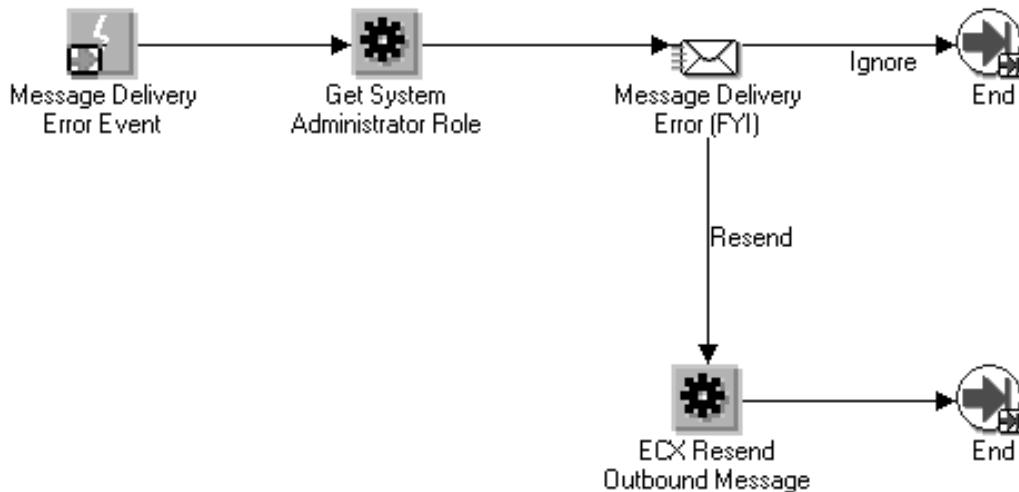 Message Delivery
Error Event
Get System
Administrator Role
Message Delivery
Error (FYI)
Ignore
End
Resend
ECX Resend
Outbound Message
End